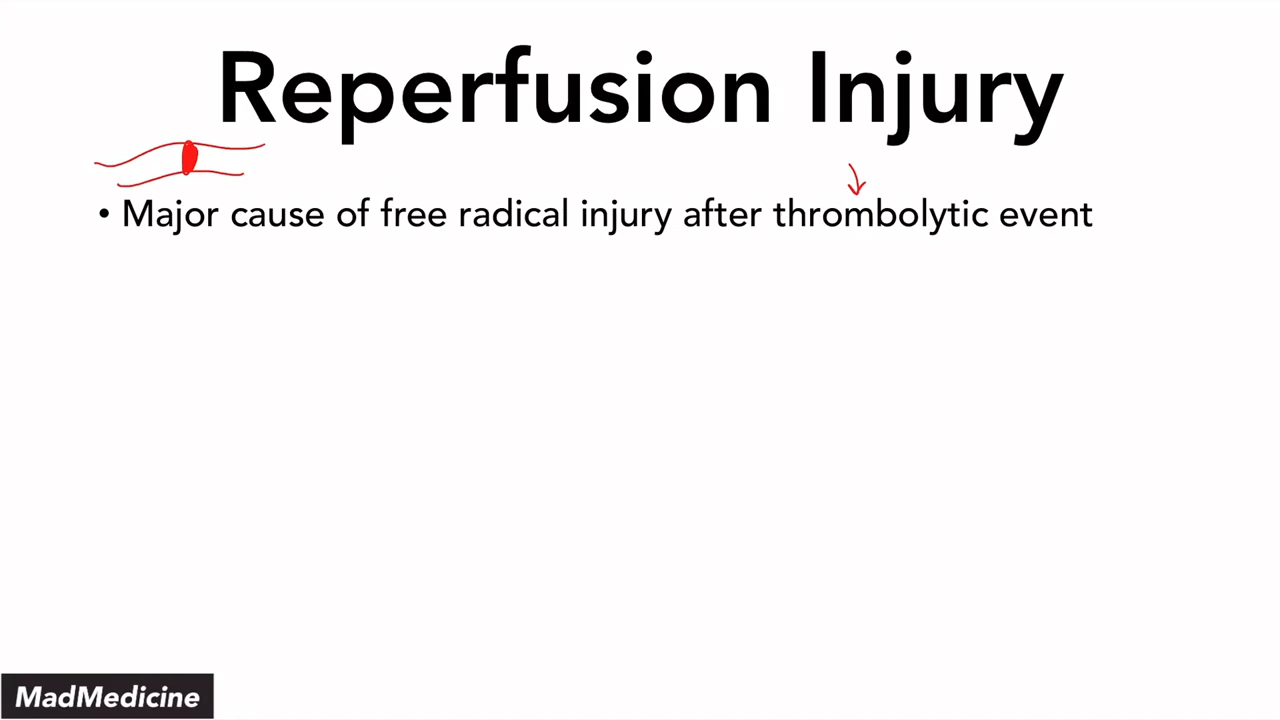 Reperfusion Injury
• Major cause of free radical injury after thrombolytic event
MadMedicine